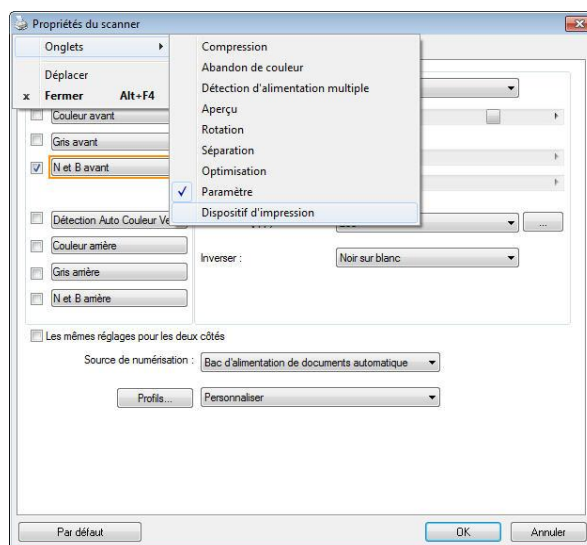 Propriétés du scanner
Onglets
Déplacer
x Fermer Alt+F4
Compression
Abandon de couleur
Détection d'alimentation multiple
Aperçu
Rotation
Séparation
Optimisation
Paramètre
Dispositif d'impression
Couleur avant
Gris avant
N et B avant
Détection Auto Couleur
Couleur arrière
Gris arrière
N et B arrière
...
Inverser :
Noir sur blanc
Les mêmes réglages pour les deux côtés
Source de numérisation :
Bac d'alimentation de documents automatique
Profils...
Personnaliser
Par défaut
OK
Annuler